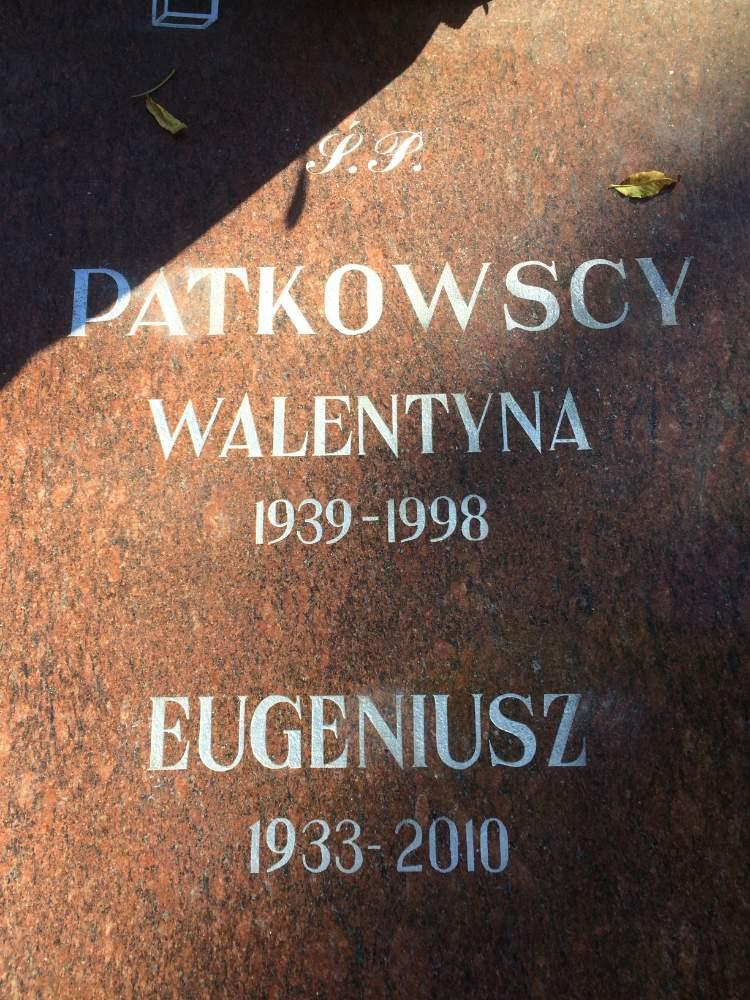 Ś.P.
PATKOWSCY
WALENTYNA
1939-1998
EUGENIUSZ
1933-2010